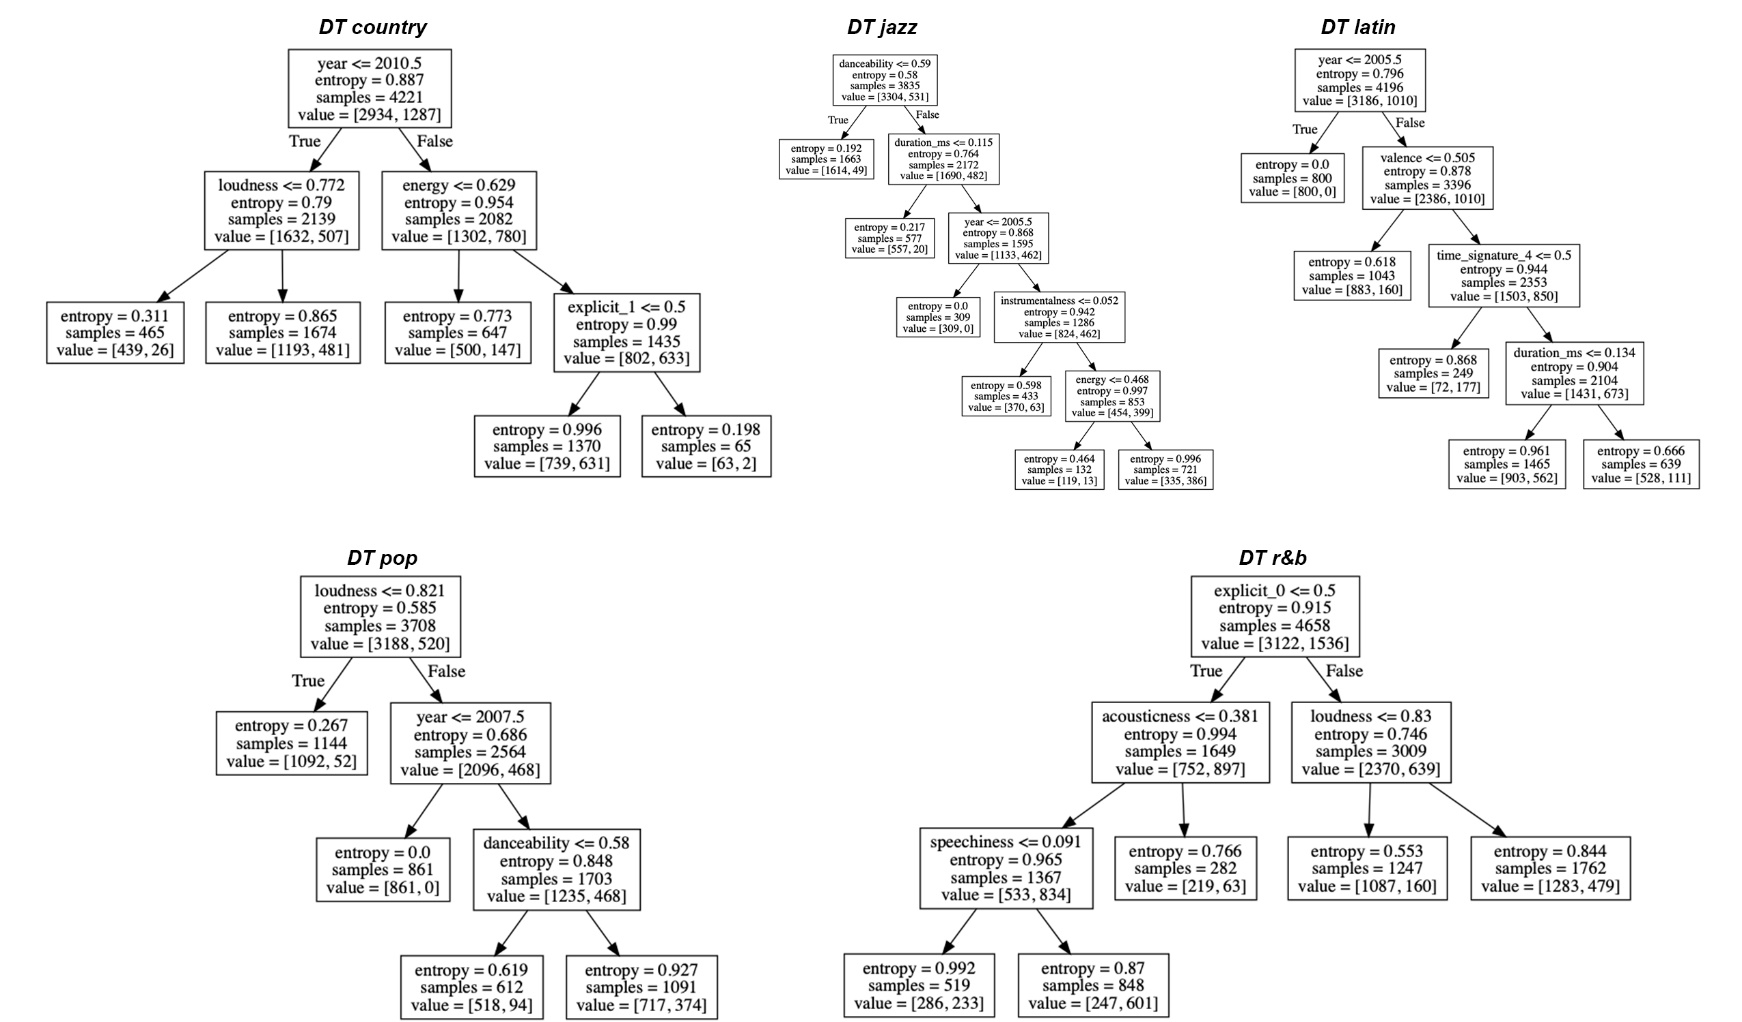 DT country
year <= 2010.5
entropy = 0.887
samples = 4221
value = [2934, 1287]
True
False
loudness <= 0.772
entropy = 0.79
samples = 2139
value = [1632, 507]
energy <= 0.629
entropy = 0.954
samples = 2082
value = [1302, 780]
entropy = 0.311
samples = 465
value = [439, 26]
entropy = 0.865
samples = 1674
value = [1193, 481]
entropy = 0.773
samples = 647
value = [500, 147]
explicit_1 <= 0.5
entropy = 0.99
samples = 1435
value = [802, 633]
entropy = 0.996
samples = 1370
value = [739, 631]
entropy = 0.198
samples = 65
value = [63, 2]
DT jazz
danceability <= 0.59
entropy = 0.58
samples = 3835
value = [3304, 531]
True
False
entropy = 0.192
samples = 1663
value = [1614, 49]
duration_ms <= 0.115
entropy = 0.764
samples = 2172
value = [1690, 482]
entropy = 0.217
samples = 577
value = [557, 20]
year <= 2005.5
entropy = 0.868
samples = 1595
value = [1133, 462]
entropy = 0.0
samples = 309
value = [309, 0]
instrumentalness <= 0.052
entropy = 0.942
samples = 1286
value = [824, 462]
entropy = 0.598
samples = 433
value = [370, 63]
energy <= 0.468
entropy = 0.997
samples = 853
value = [454, 399]
entropy = 0.464
samples = 132
value = [119, 13]
entropy = 0.996
samples = 721
value = [335, 386]
DT latin
year <= 2005.5
entropy = 0.796
samples = 4196
value = [3186, 1010]
True
False
entropy = 0.0
samples = 800
value = [800, 0]
valence <= 0.505
entropy = 0.878
samples = 3396
value = [2386, 1010]
entropy = 0.618
samples = 1043
value = [883, 160]
time_signature_4 <= 0.5
entropy = 0.944
samples = 2353
value = [1503, 850]
entropy = 0.868
samples = 249
value = [72, 177]
duration_ms <= 0.134
entropy = 0.904
samples = 2104
value = [1431, 673]
entropy = 0.961
samples = 1465
value = [903, 562]
entropy = 0.666
samples = 639
value = [528, 111]
DT pop
loudness <= 0.821
entropy = 0.585
samples = 3708
value = [3188, 520]
True
False
entropy = 0.267
samples = 1144
value = [1092, 52]
year <= 2007.5
entropy = 0.686
samples = 2564
value = [2096, 468]
entropy = 0.0
samples = 861
value = [861, 0]
danceability <= 0.58
entropy = 0.848
samples = 1703
value = [1235, 468]
entropy = 0.619
samples = 612
value = [518, 94]
entropy = 0.927
samples = 1091
value = [717, 374]
DT r&b
explicit_0 <= 0.5
entropy = 0.915
samples = 4658
value = [3122, 1536]
True
False
acousticness <= 0.381
entropy = 0.994
samples = 1649
value = [752, 897]
loudness <= 0.83
entropy = 0.746
samples = 3009
value = [2370, 639]
speechiness <= 0.091
entropy = 0.965
samples = 1367
value = [533, 834]
entropy = 0.766
samples = 282
value = [219, 63]
entropy = 0.553
samples = 1247
value = [1087, 160]
entropy = 0.844
samples = 1762
value = [1283, 479]
entropy = 0.992
samples = 519
value = [286, 233]
entropy = 0.87
samples = 848
value = [247, 601]